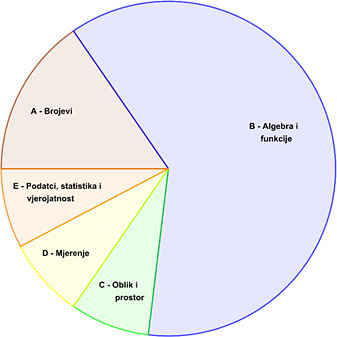 A - Brojevi
B - Algebra i
funkcije
E - Podatci, statistika i
vjerojatnost
D - Mjerenje
C - Oblik i
prostor